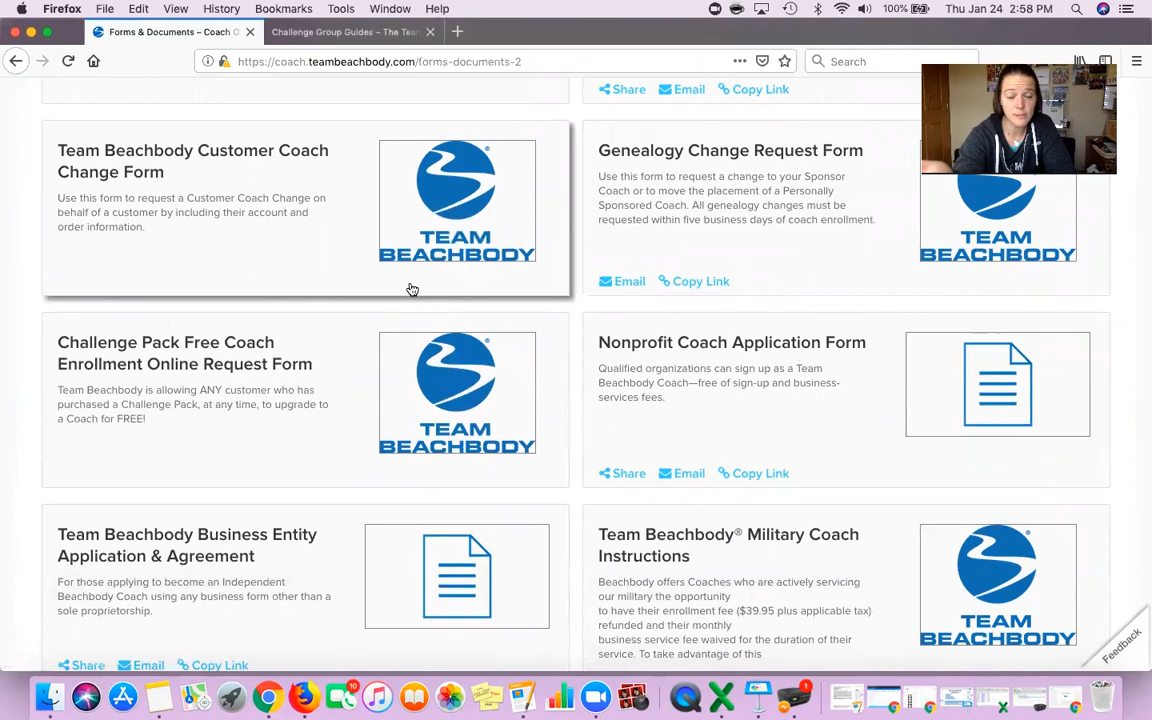 Firefox File Edit View History Bookmarks Tools Window Help 100% Thu Jan 24 2:58 PM
Forms & Documents – Coach O Challenge Group Guides – The Tea
https://coach.teambeachbody.com/forms-documents-2 Search
Share Email Copy Link
Team Beachbody Customer Coach
Change Form
Use this form to request a Customer Coach Change on
behalf of a customer by including their account and
order information.
TEAM
BEACHBODY
Genealogy Change Request Form
Use this form to request a change to your Sponsor
Coach or to move the placement of a Personally
Sponsored Coach. All genealogy changes must be
requested within five business days of coach enrollment.
TEAM
BEACHBODY
Email Copy Link
Challenge Pack Free Coach
Enrollment Online Request Form
Team Beachbody is allowing ANY customer who has
purchased a Challenge Pack, at any time, to upgrade to
a Coach for FREE!
TEAM
BEACHBODY
Nonprofit Coach Application Form
Qualified organizations can sign up as a Team
Beachbody Coach—free of sign-up and business-
services fees.
Share Email Copy Link
Team Beachbody Business Entity
Application & Agreement
For those applying to become an Independent
Beachbody Coach using any business form other than a
sole proprietorship.
Share Email Copy Link
Team Beachbody® Military Coach
Instructions
Beachbody offers Coaches who are actively servicing
our military the opportunity
to have their enrollment fee ($39.95 plus applicable tax)
refunded and their monthly
business service fee waived for the duration of their
service. To take advantage of this
TEAM
BEACHBODY
Feedback
10
1